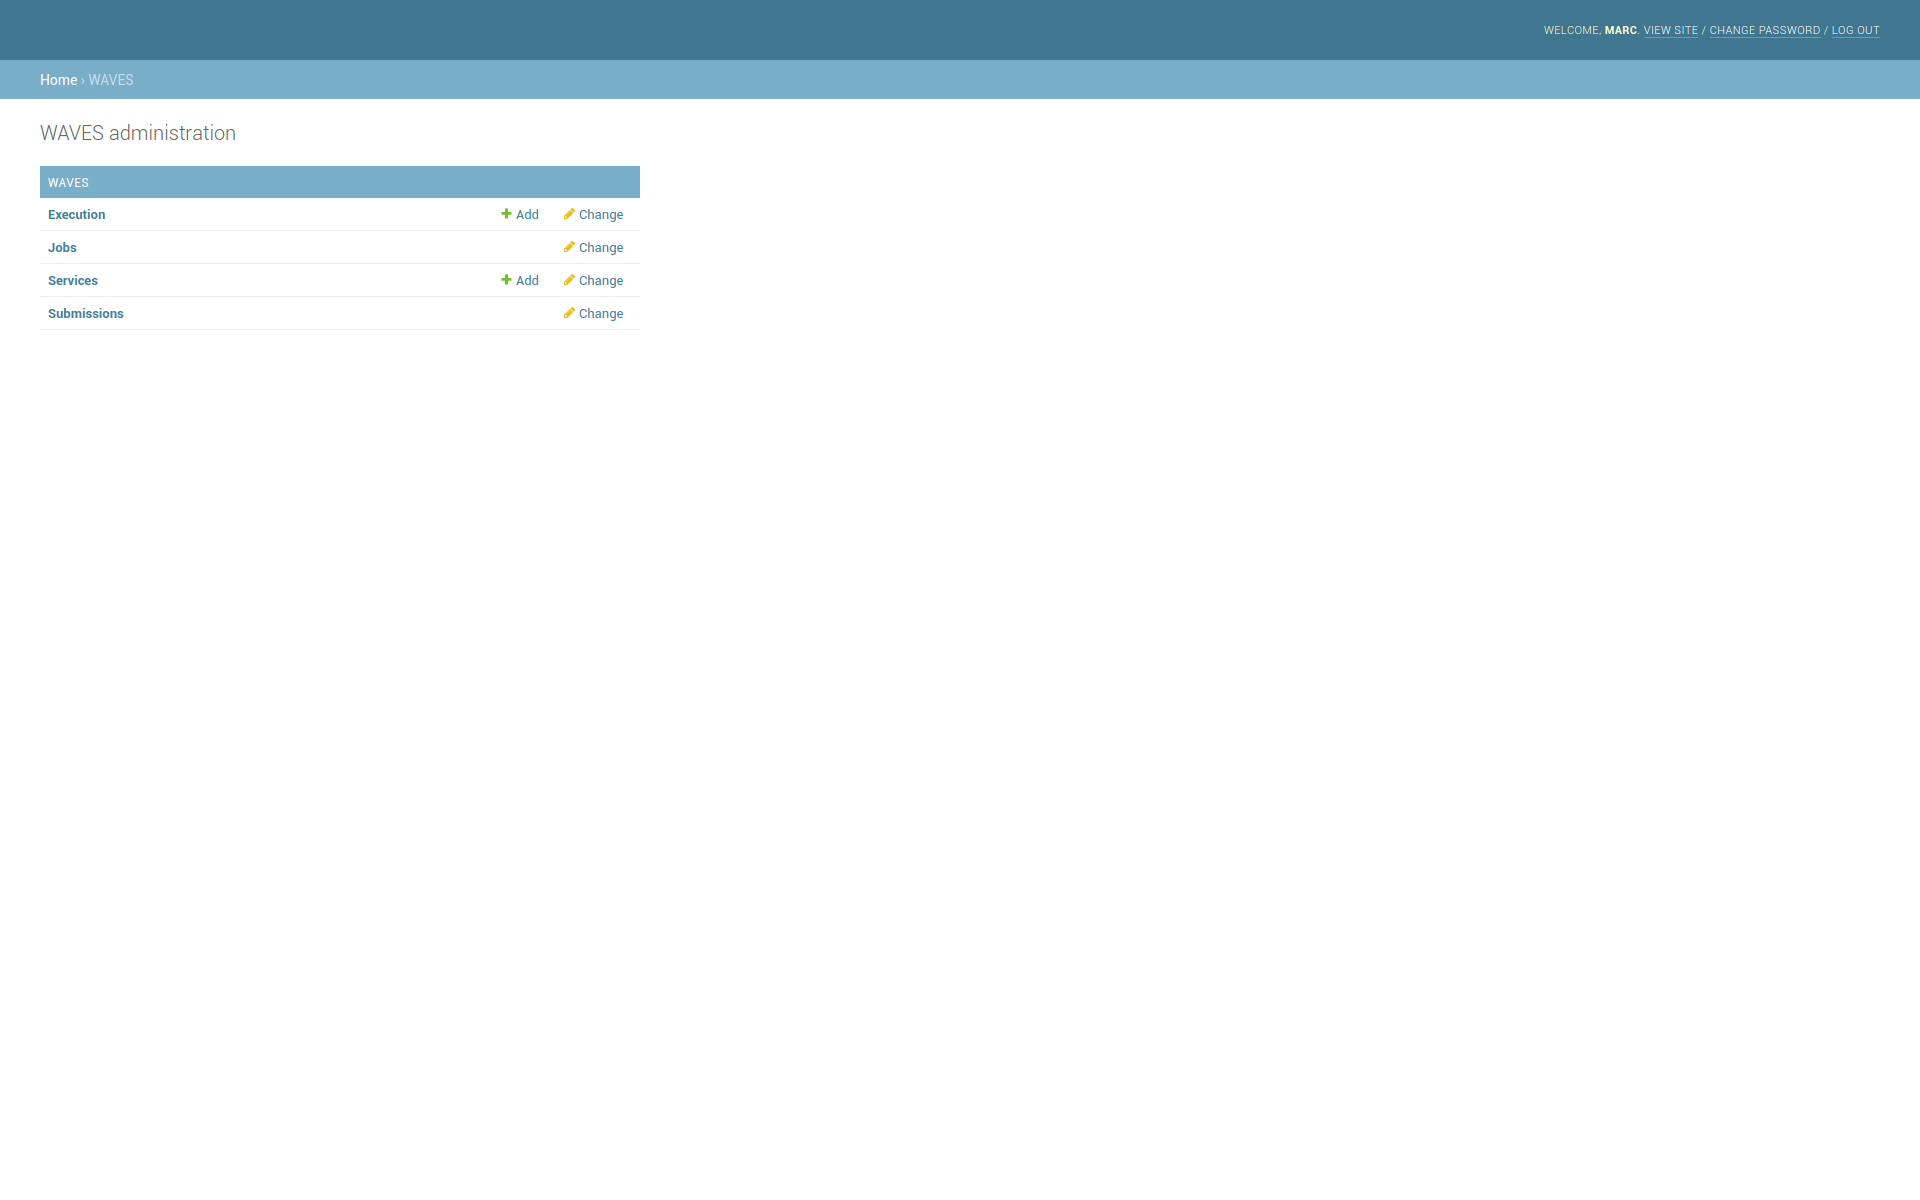 WELCOME, MARC. VIEW SITE / CHANGE PASSWORD / LOG OUT
Home › WAVES
WAVES administration
WAVES
Execution Add Change
Jobs Change
Services Add Change
Submissions Change